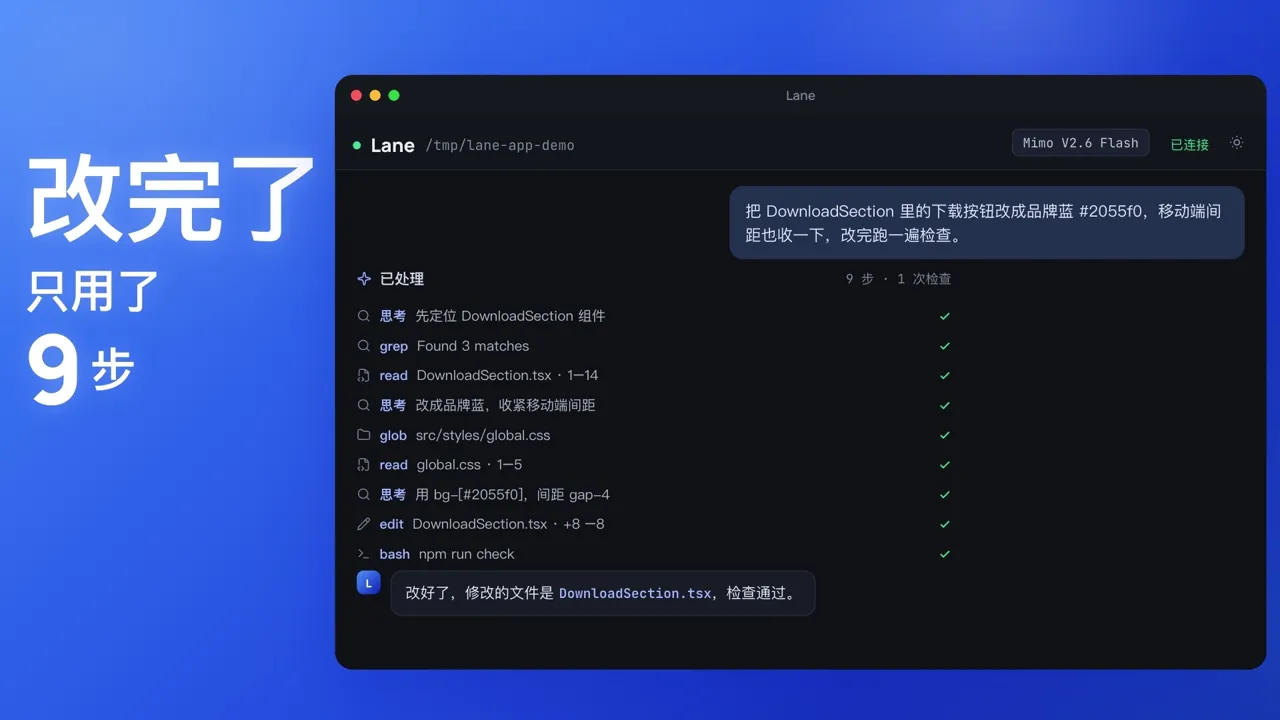 改完了
只用了
9 步
Lane
Lane /tmp/lane-app-demo
Mimo V2.6 Flash 已连接
把 DownloadSection 里的下载按钮改成品牌蓝 #2055f0，移动端间
距也收一下，改完跑一遍检查。
已处理 9 步 · 1 次检查
思考 先定位 DownloadSection 组件
grep Found 3 matches
read DownloadSection.tsx · 1—14
思考 改成品牌蓝，收紧移动端间距
glob src/styles/global.css
read global.css · 1—5
思考 用 bg-[#2055f0]，间距 gap-4
edit DownloadSection.tsx · +8 —8
bash npm run check
L
改好了，修改的文件是 DownloadSection.tsx，检查通过。